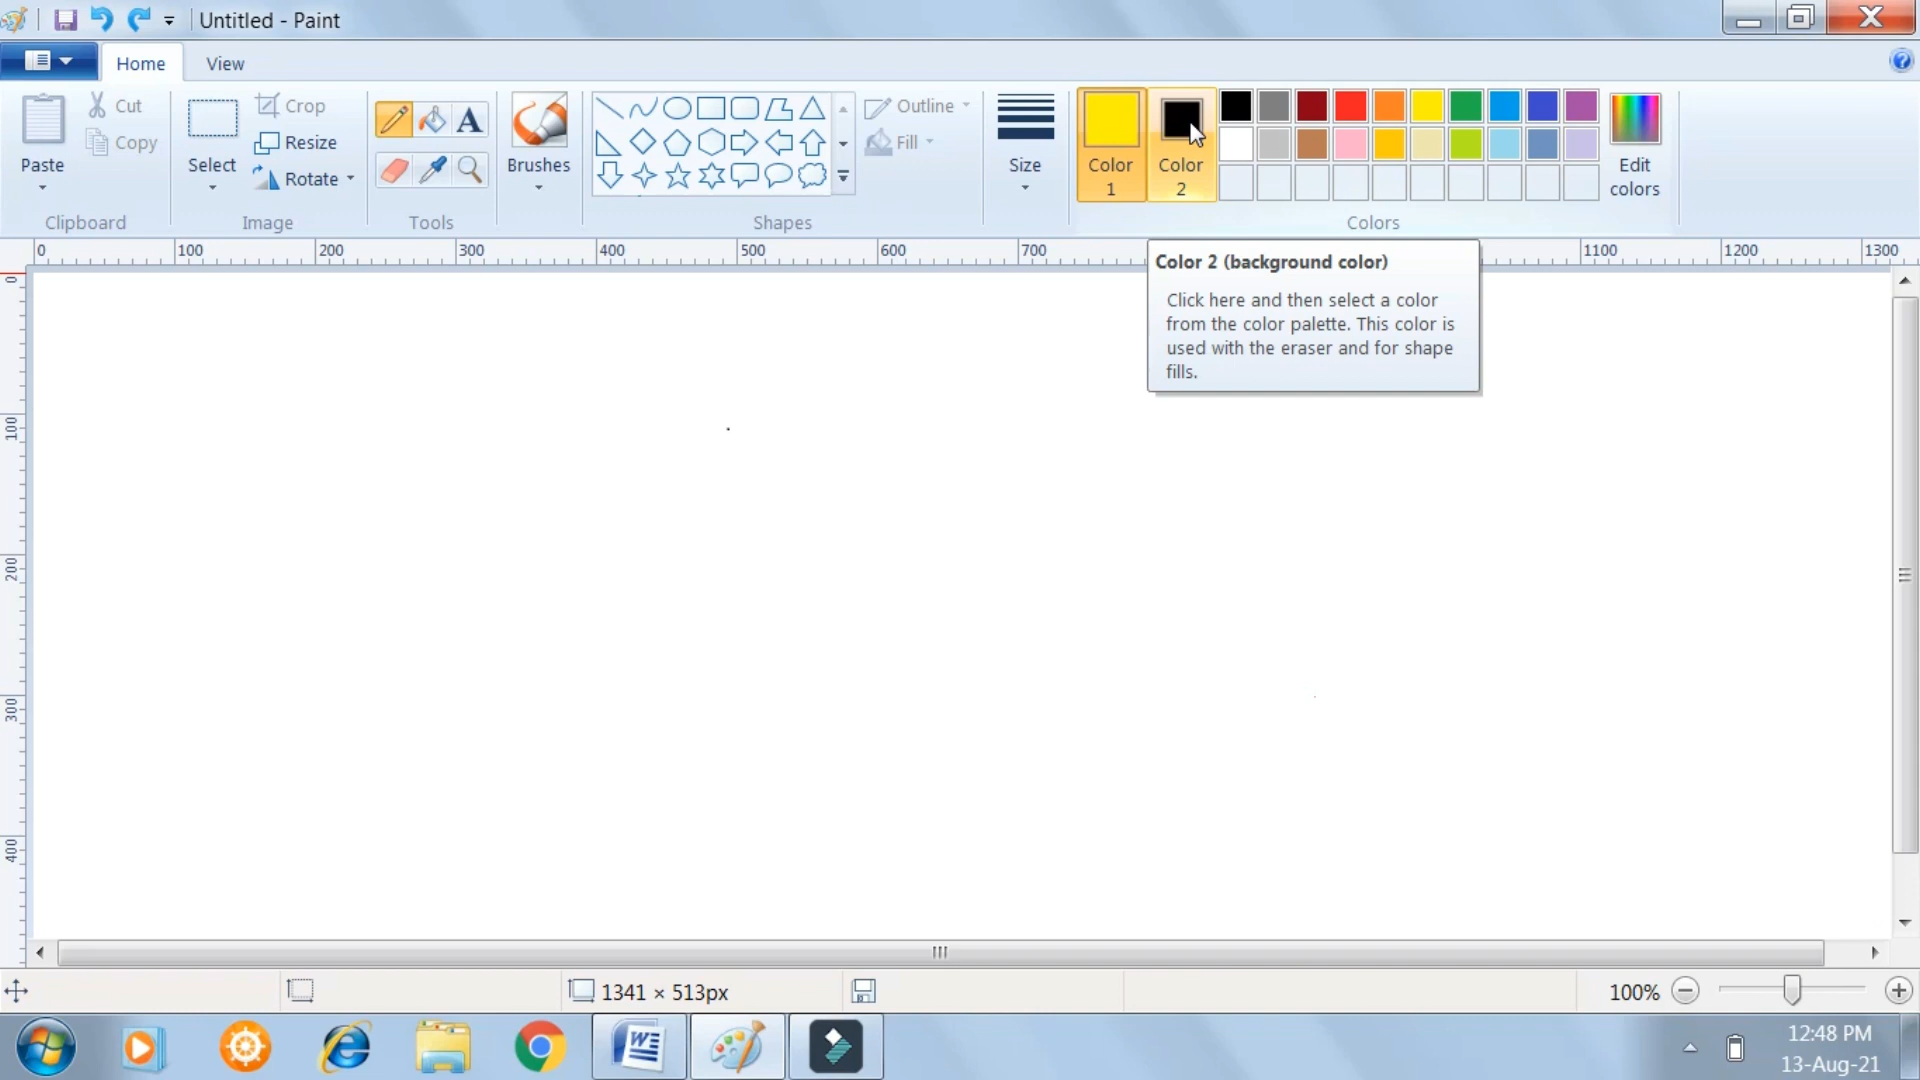 Untitled - Paint
Home View
Cut
Copy
Paste
Clipboard
Crop
Resize
Rotate
Select
Image
A
Tools
Brushes
Shapes
Outline
Fill
Size
Color 1
Color 2
Edit colors
Colors
0 100 200 300 400 500 600 700 1100 1200 1300
Color 2 (background color)
Click here and then select a color
from the color palette. This color is
used with the eraser and for shape
fills.
0
100
200
300
400
1341 × 513px
100%
12:48 PM
13-Aug-21